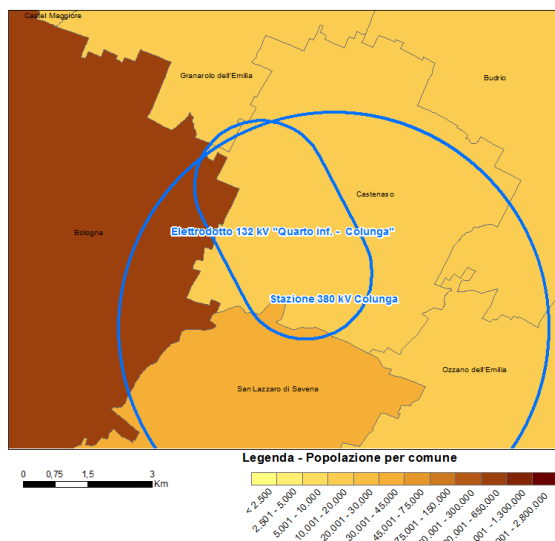 Castel Maggiore
Granarolo dell'Emilia
Budrio
Castenaso
Bologna
Elettrodotto 132 kV "Quarto inf. - Colunga"
Stazione 380 kV Colunga
Ozzano dell'Emilia
San Lazzaro di Savena
Legenda - Popolazione per comune
0 0,75 1,5 3
Km
< 2.500
2.501 - 5.000
5.001 - 10.000
10.001 - 20.000
20.001 - 30.000
30.001 - 45.000
45.001 - 75.000
75.001 - 150.000
- 300.000
- 650.000
001 - 1.300.000
001 - 2.800.000